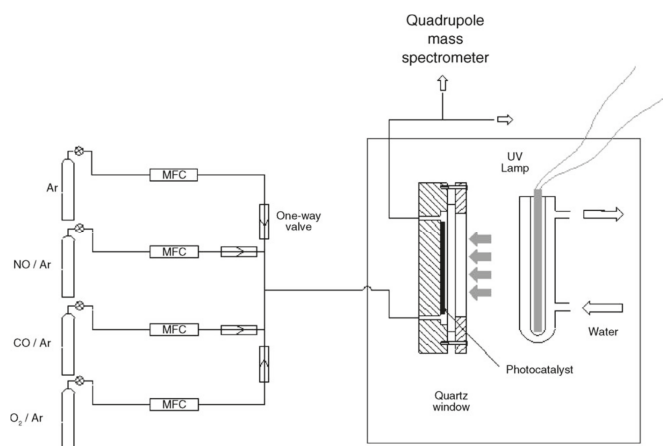 Quadrupole
mass
spectrometer
UV
Lamp
Ar
MFC
One-way
valve
NO / Ar
MFC
CO / Ar
MFC
Water
Photocatalyst
Quartz
window
O₂ / Ar
MFC